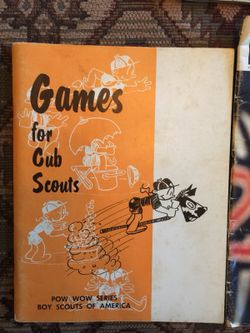 Games
for
Cub
Scouts
POW WOW SERIES
BOY SCOUTS OF AMERICA